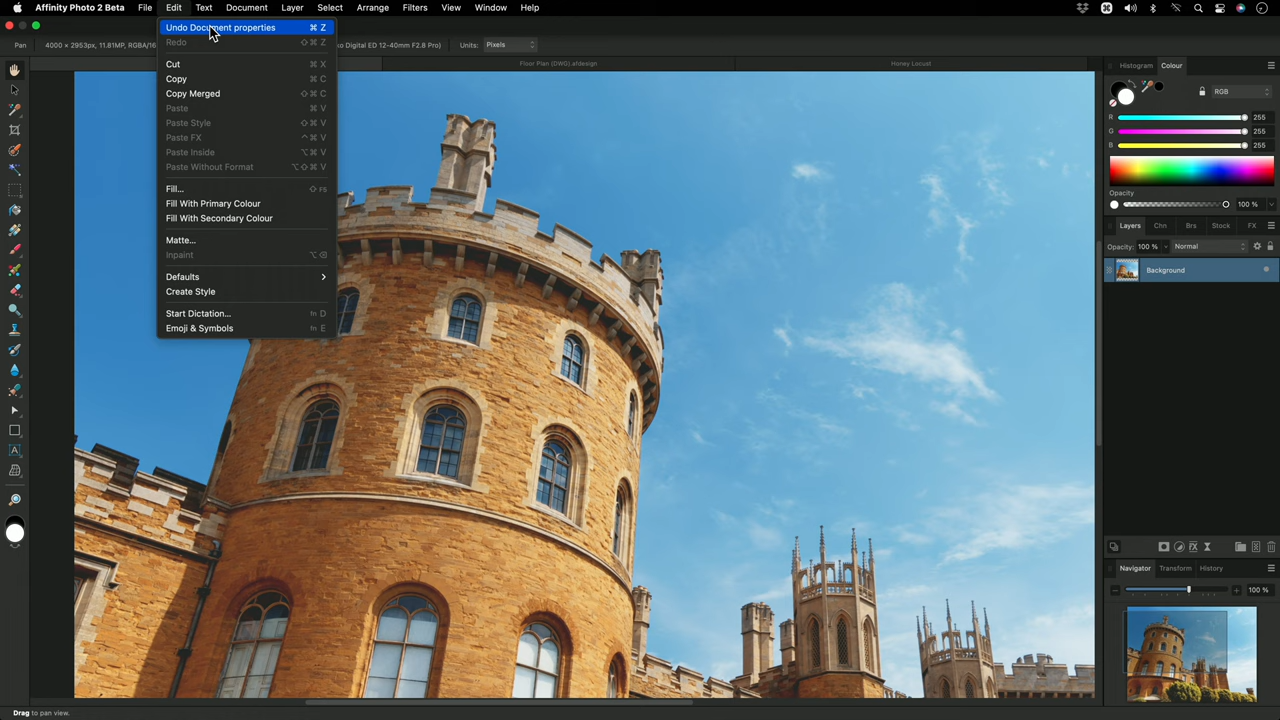 Affinity Photo 2 Beta File Edit Text Document Layer Select Arrange Filters View Window Help
Pan 4000 × 2953px, 11.81MP, RGBA/16 o Digital ED 12-40mm F2.8 Pro) Units: Pixels
Floor Plan (DWG).afdesign Honey Locust
Undo Document properties ⌘ Z
Redo ⇧⌘ Z
Cut ⌘ X
Copy ⌘ C
Copy Merged ⇧⌘ C
Paste ⌘ V
Paste Style ⇧⌘ V
Paste FX ^⌘ V
Paste Inside ⌥⌘ V
Paste Without Format ⌥⇧⌘ V
Fill... ⇧ F5
Fill With Primary Colour
Fill With Secondary Colour
Matte...
Inpaint ⌥⌫
Defaults
Create Style
Start Dictation... fn D
Emoji & Symbols fn E
Histogram Colour
RGB
R 255
G 255
B 255
Opacity
100 %
Layers Chn Brs Stock FX
Opacity: 100 % Normal
Background
Navigator Transform History
100 %
Drag to pan view.